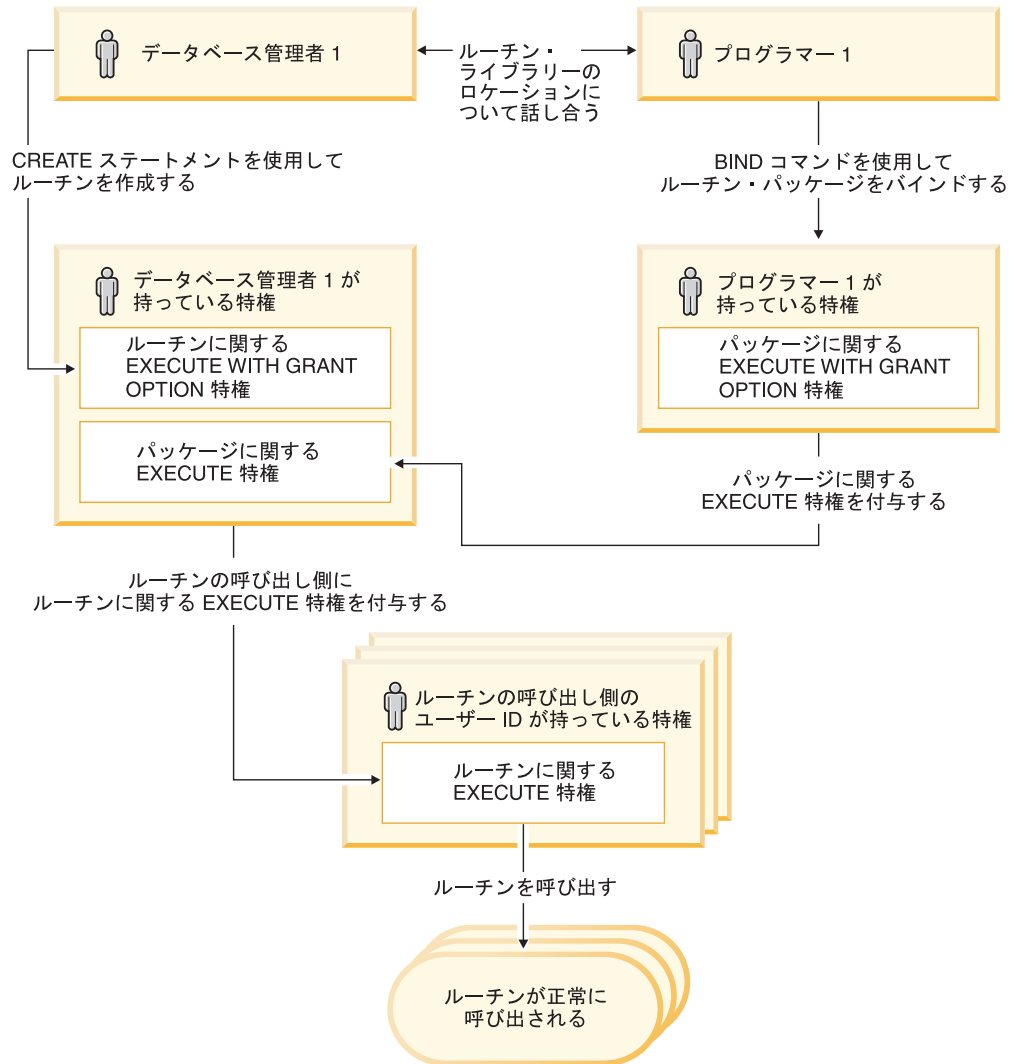 データベース管理者 1
ルーチン・
ライブラリーの
ロケーションに
ついて話し合う
プログラマー 1
CREATE ステートメントを使用して
ルーチンを作成する
BIND コマンドを使用して
ルーチン・パッケージをバインドする
データベース管理者 1 が
持っている特権
ルーチンに関する
EXECUTE WITH GRANT
OPTION 特権
パッケージに関する
EXECUTE 特権
プログラマー 1 が
持っている特権
パッケージに関する
EXECUTE WITH GRANT
OPTION 特権
パッケージに関する
EXECUTE 特権を付与する
ルーチンの呼び出し側に
ルーチンに関する EXECUTE 特権を付与する
ルーチンの呼び出し側の
ユーザー ID が持っている特権
ルーチンに関する
EXECUTE 特権
ルーチンを呼び出す
ルーチンが正常に
呼び出される